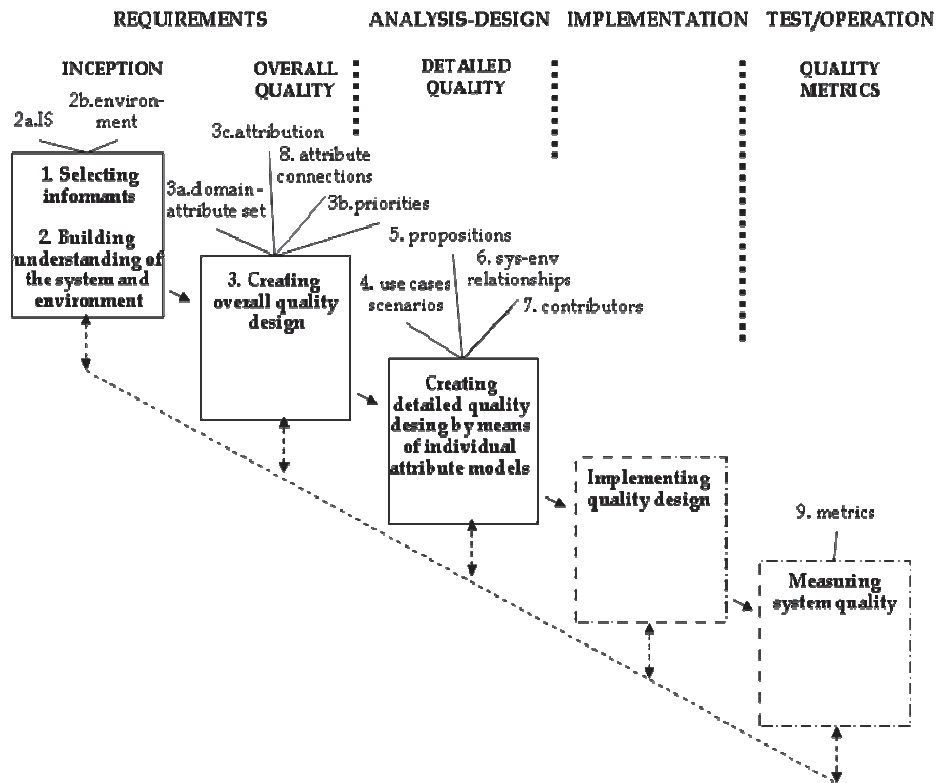 REQUIREMENTS
ANALYSIS-DESIGN
IMPLEMENTATION
TEST/OPERATION
INCEPTION
OVERALL
QUALITY
DETAILED
QUALITY
QUALITY
METRICS
2a.IS
2b.environ-
ment
1. Selecting
informants
2. Building
understanding of
the system and
environment
3a.domain-
attribute set
3c.attribution
8. attribute
connections
3b.priorities
3. Creating
overall quality
design
4. use cases
scenarios
5. propositions
6. sys-env
relationships
7. contributors
Creating
detailed quality
desing by means
of individual
attribute models
Implementing
quality design
9. metrics
Measuring
system quality